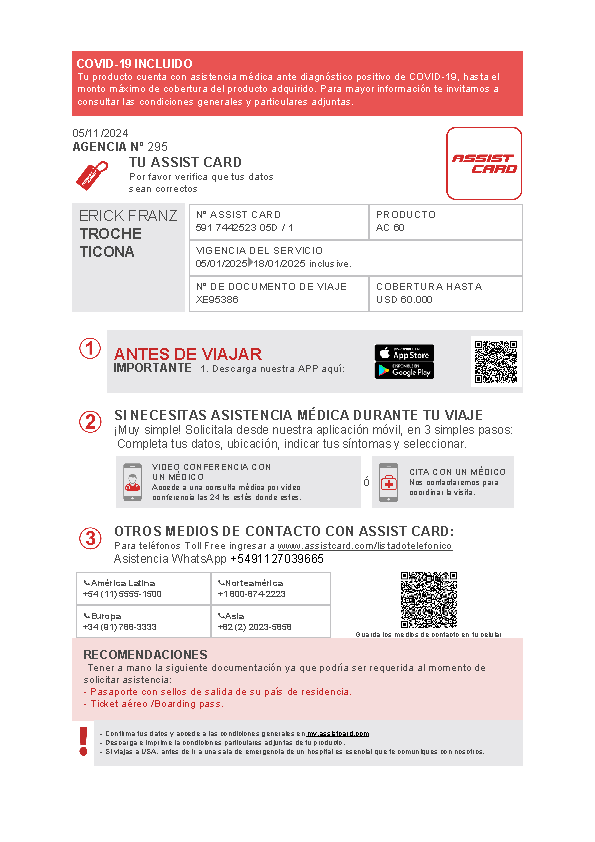 COVID-19 INCLUIDO
Tu producto cuenta con asistencia médica ante diagnóstico positivo de COVID-19, hasta el
monto máximo de cobertura del producto adquirido. Para mayor información te invitamos a
consultar las condiciones generales y particulares adjuntas.
05/11/2024
AGENCIA Nº 295
TU ASSIST CARD
Por favor verifica que tus datos
sean correctos
ASSIST
CARD
ERICK FRANZ
TROCHE
TICONA
Nº ASSIST CARD
591 7442523 05D / 1
PRODUCTO
AC 60
VIGENCIA DEL SERVICIO
05/01/2025 18/01/2025 inclusive.
Nº DE DOCUMENTO DE VIAJE
XE95386
COBERTURA HASTA
USD 60.000
1
ANTES DE VIAJAR
IMPORTANTE 1. Descarga nuestra APP aquí:
App Store
Google Play
2
SI NECESITAS ASISTENCIA MÉDICA DURANTE TU VIAJE
¡Muy simple! Solicitala desde nuestra aplicación móvil, en 3 simples pasos:
Completa tus datos, ubicación, indicar tus síntomas y seleccionar.
VIDEO CONFERENCIA CON
UN MÉDICO
Accede a una consulta médica por video
conferencia las 24 hs estés donde estes.
Ó
CITA CON UN MÉDICO
Nos contactaremos para
coordinar la visita.
3
OTROS MEDIOS DE CONTACTO CON ASSIST CARD:
Para teléfonos Toll Free ingresar a www.assistcard.com/listadotelefonico
Asistencia WhatsApp +5491127039665
América Latina
+54 (11) 5555-1500
Norteamérica
+1 800-874-2223
Europa
+34 (91) 788-3333
Asia
+82 (2) 2023-5858
Guarda los medios de contacto en tu celular
RECOMENDACIONES
Tener a mano la siguiente documentación ya que podría ser requerida al momento de
solicitar asistencia:
- Pasaporte con sellos de salida de su país de residencia.
- Ticket aéreo /Boarding pass.
- Confirma tus datos y accede a las condiciones generales en my.assistcard.com
- Descarga e imprime la condiciones particulares adjuntas de tu producto.
- Si viajas a USA, antes de ir a una sala de emergencia de un hospital es esencial que te comuniques con nosotros.